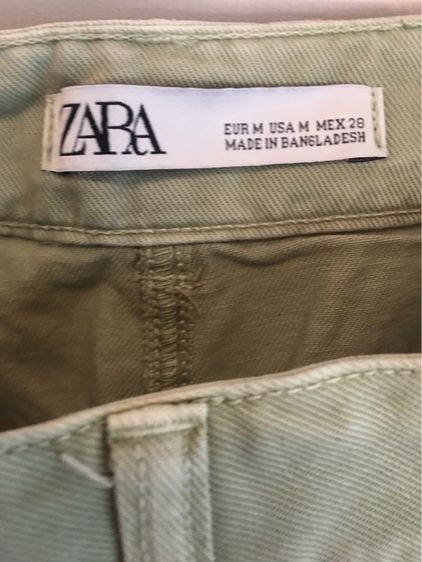 ZARA
EUR M USA M MEX 28
MADE IN BANGLADESH